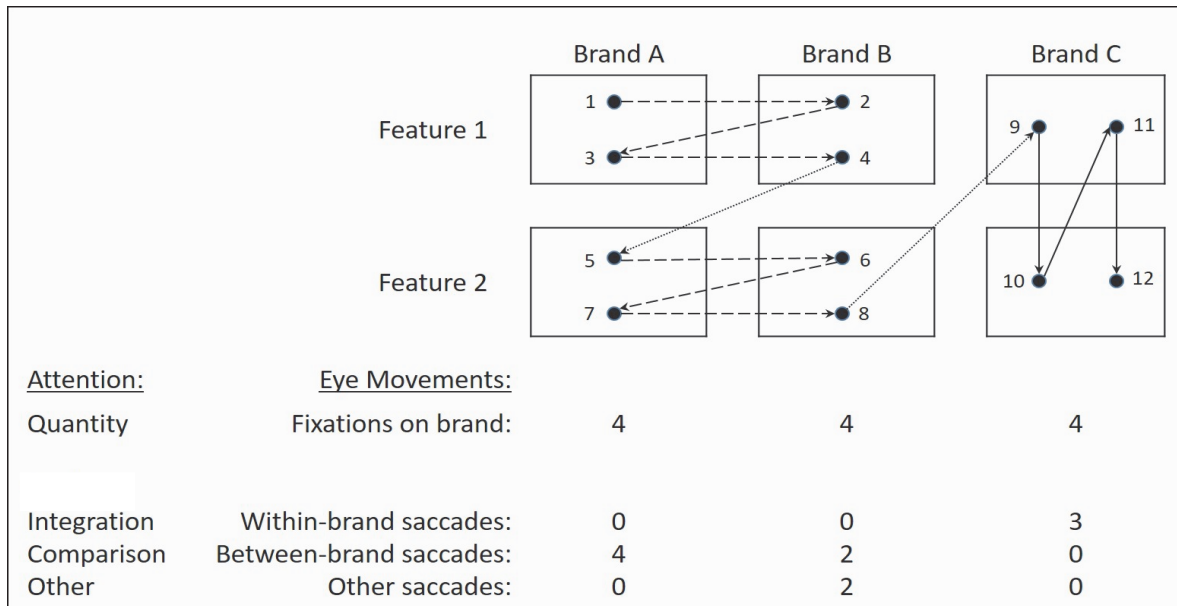 Brand A Brand B Brand C
1 2
Feature 1 9 11
3 4
5 6
Feature 2 10 12
7 8
Attention: Eye Movements:
Quantity Fixations on brand: 4 4 4
Integration Within-brand saccades: 0 0 3
Comparison Between-brand saccades: 4 2 0
Other Other saccades: 0 2 0